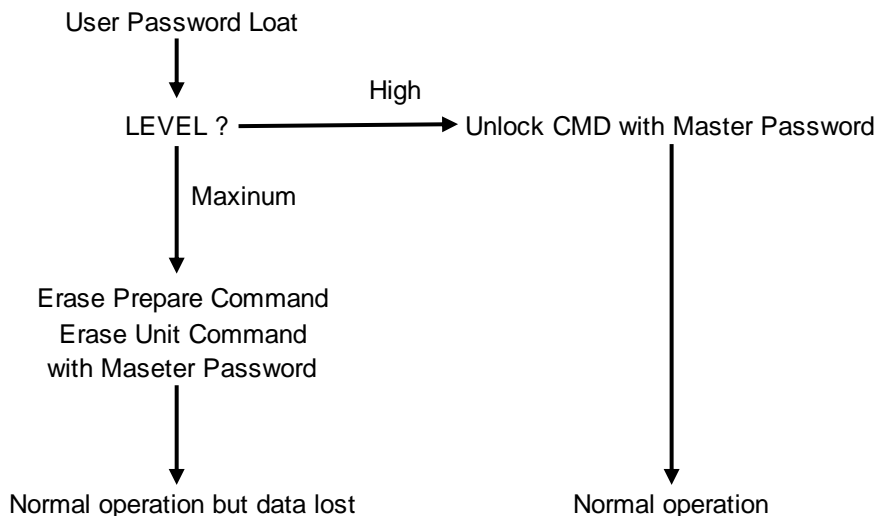 User Password Loat
High
LEVEL ?
Unlock CMD with Master Password
Maxinum
Erase Prepare Command
Erase Unit Command
with Maseter Password
Normal operation but data lost
Normal operation